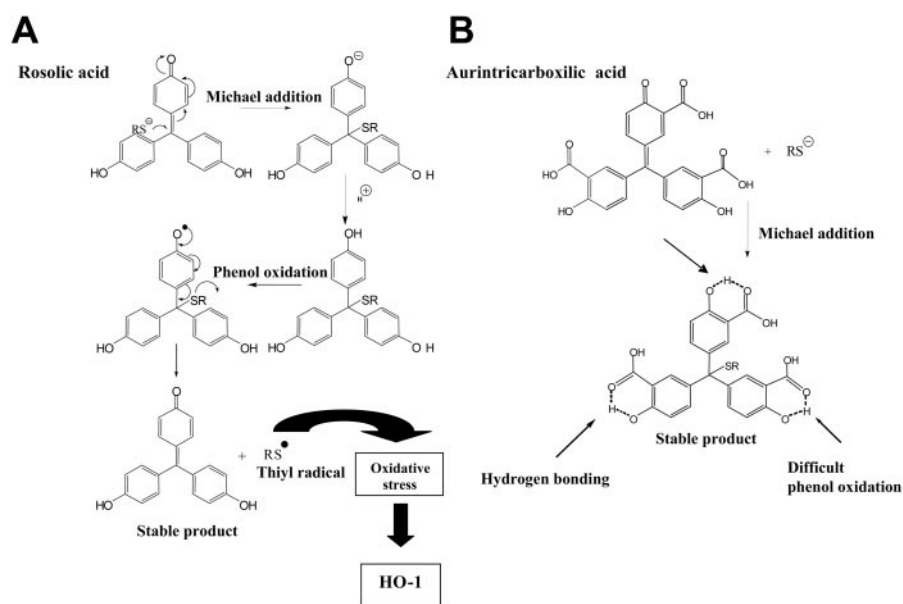 A
Rosolic acid
O
Michael addition
RS⊖
HO
OH
O⊖
SR
HO
O H
H⊕
O•
Phenol oxidation
SR
HO
OH
OH
SR
HO
O H
O
HO
OH
Stable product
+ RS•
Thiyl radical
Oxidative
stress
HO-1
B
Aurintricarboxilic acid
O
O
OH
O
HO
HO
O
OH
OH
+ RS⊖
Michael addition
O
H
O
OH
OH
O
H
O
SR
OH
O
H
O
Stable product
Hydrogen bonding
Difficult
phenol oxidation